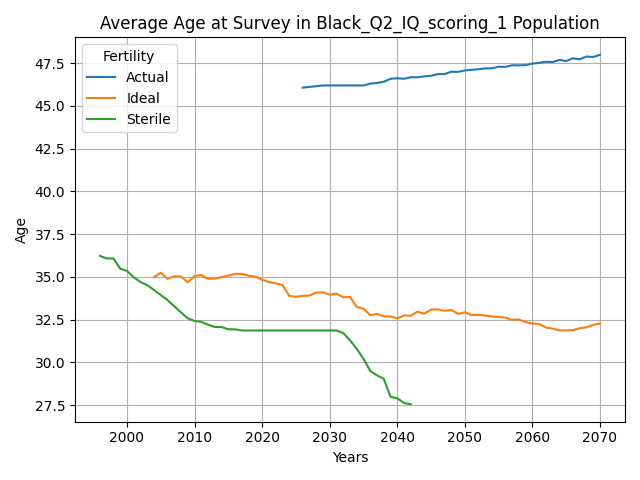 Average Age at Survey in Black_Q2_IQ_scoring_1 Population
Fertility
Actual
Ideal
Sterile
47.5
45.0
42.5
40.0
37.5
35.0
32.5
30.0
27.5
Age
2000 2010 2020 2030 2040 2050 2060 2070
Years